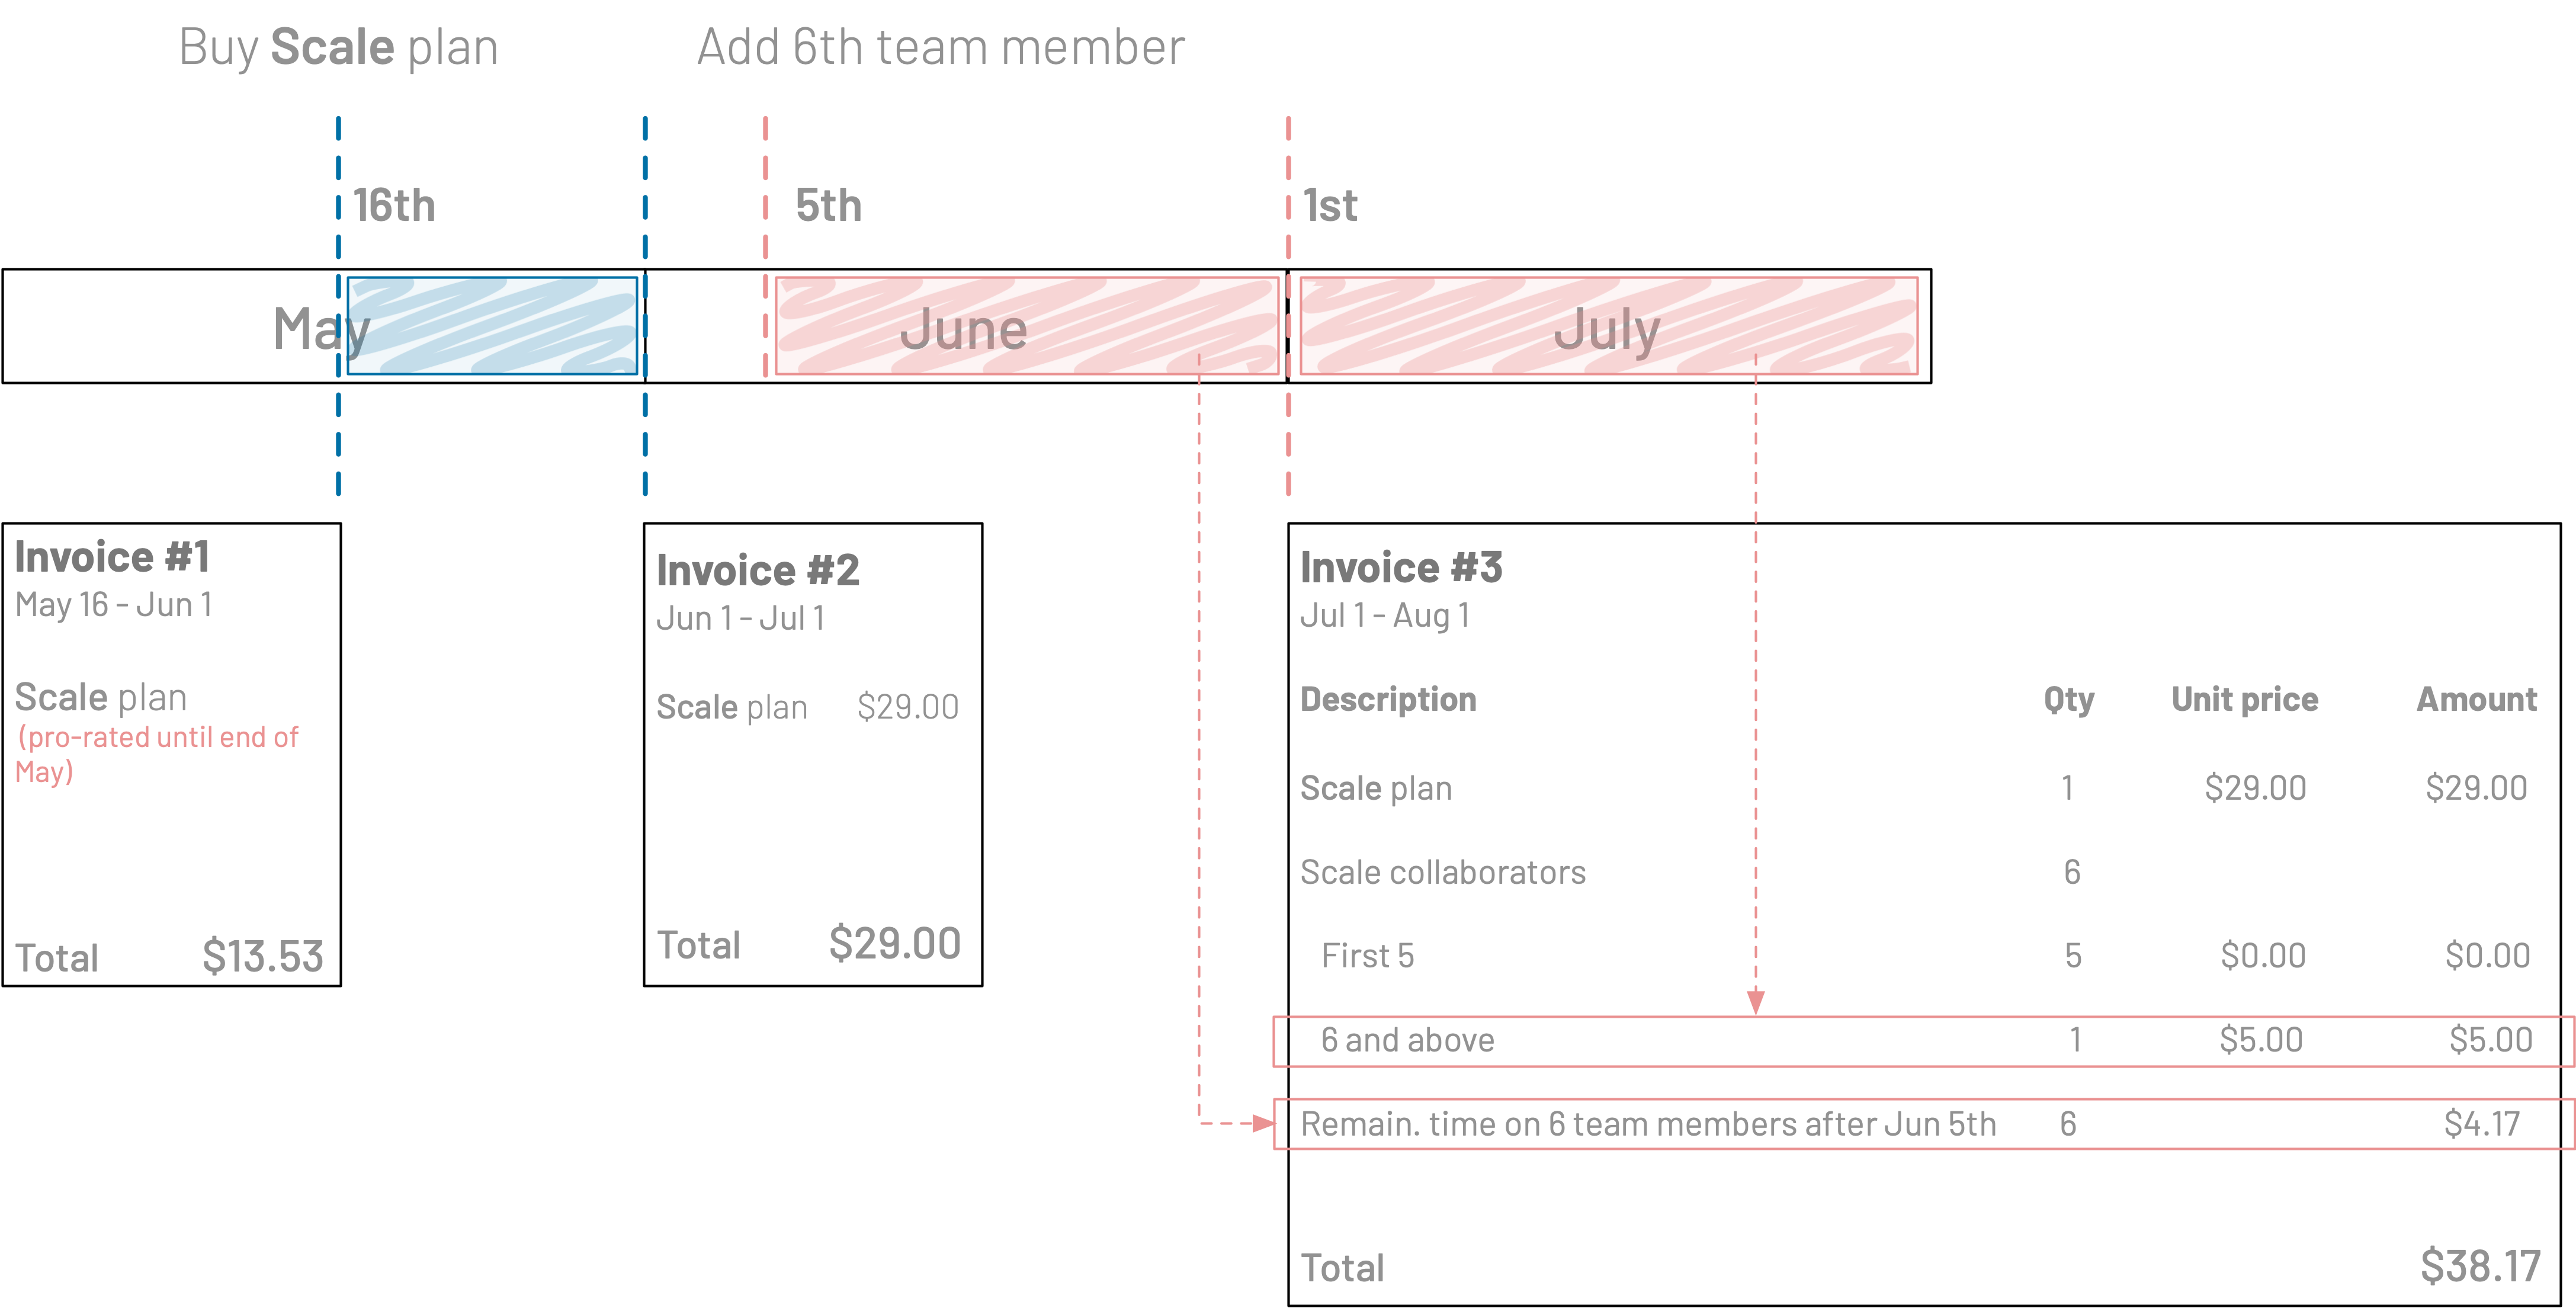 Buy Scale plan
Add 6th team member
16th
5th
1st
May
June
July
Invoice #1
May 16 - Jun 1
Scale plan
(pro-rated until end of
May)
Total $13.53
Invoice #2
Jun 1 - Jul 1
Scale plan $29.00
Total $29.00
Invoice #3
Jul 1 - Aug 1
Description Qty Unit price Amount
Scale plan 1 $29.00 $29.00
Scale collaborators 6
First 5 5 $0.00 $0.00
6 and above 1 $5.00 $5.00
Remain. time on 6 team members after Jun 5th 6 $4.17
Total $38.17